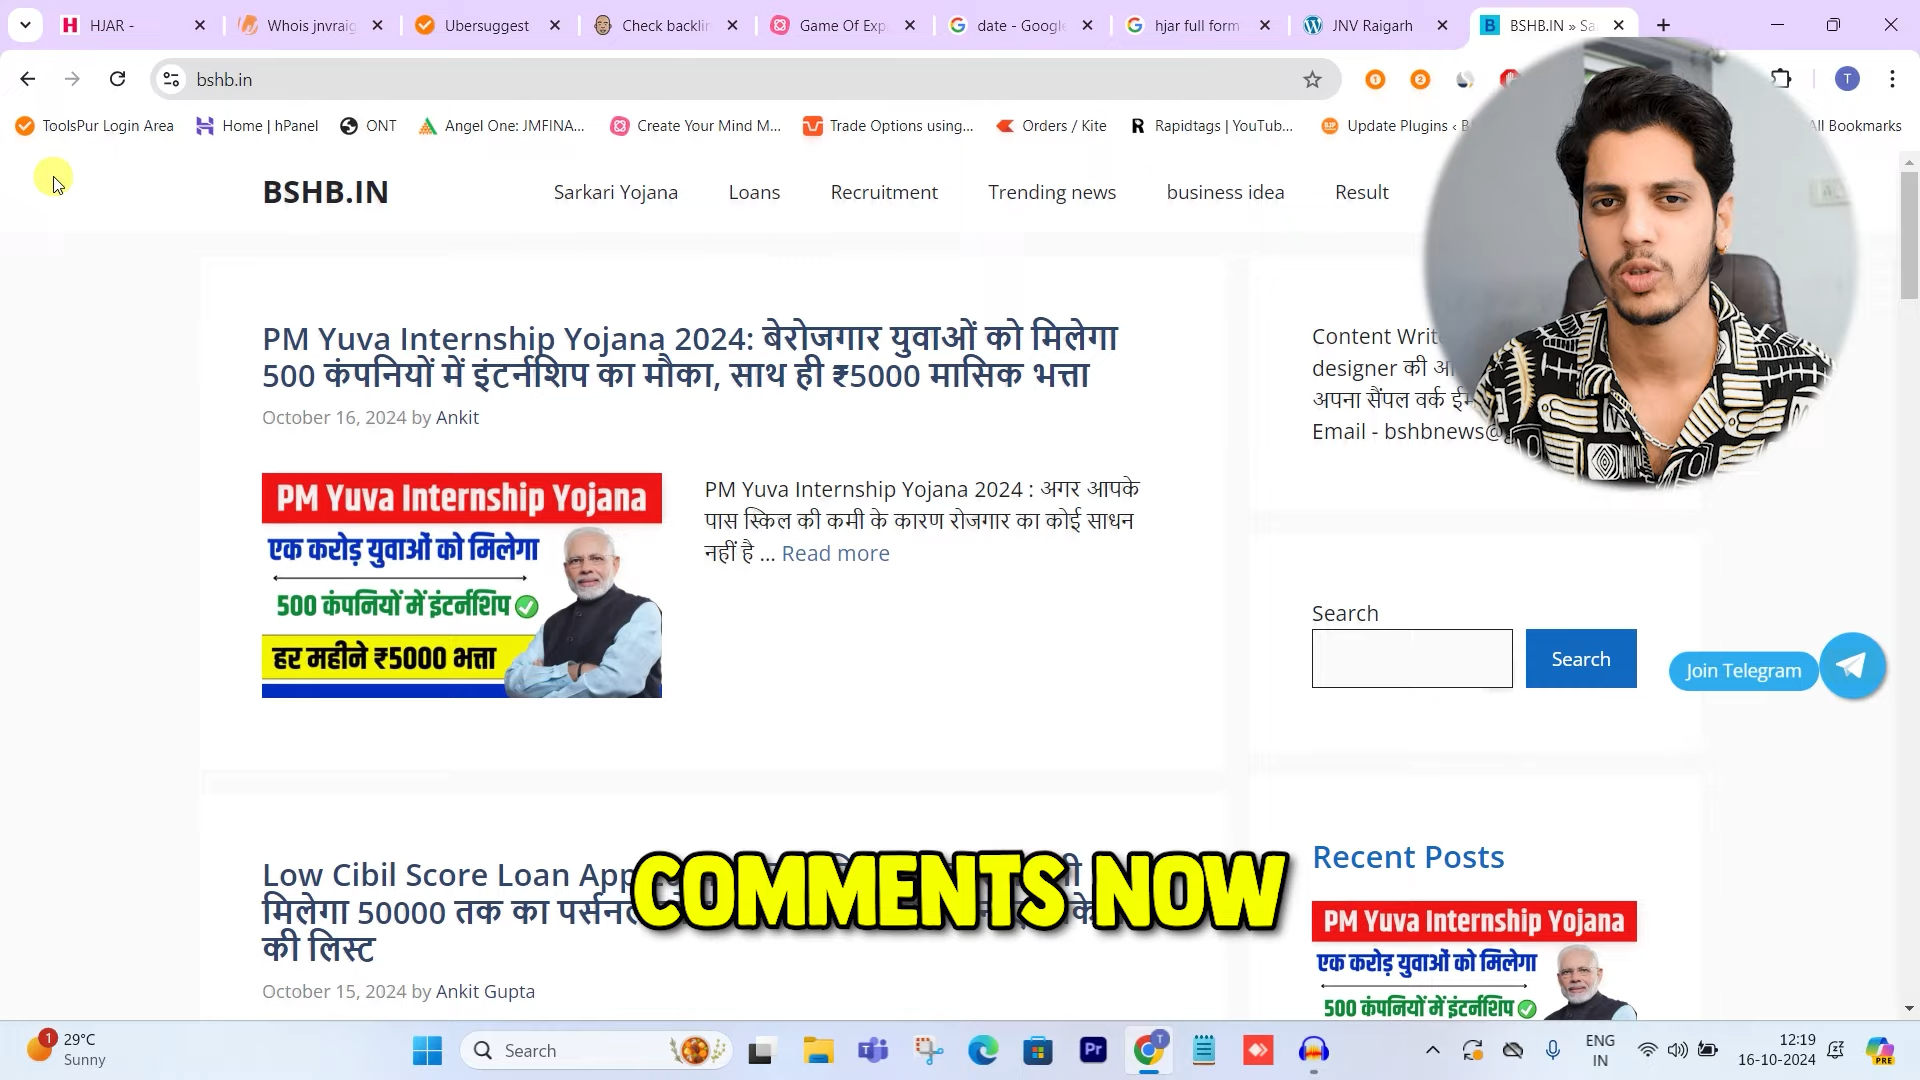 HJAR -
Whois jnvraig
Ubersuggest
Check backlin
Game Of Exp
date - Google
hjar full form
JNV Raigarh
BSHB.IN » Sa
bshb.in
ToolsPur Login Area
Home | hPanel
ONT
Angel One: JMFINA...
Create Your Mind M...
Trade Options using...
Orders / Kite
Rapidtags | YouTub...
Update Plugins ‹ B
All Bookmarks
T
BSHB.IN
Sarkari Yojana
Loans
Recruitment
Trending news
business idea
Result
PM Yuva Internship Yojana 2024: बेरोजगार युवाओं को मिलेगा
500 कंपनियों में इंटर्नशिप का मौका, साथ ही ₹5000 मासिक भत्ता
October 16, 2024 by Ankit
PM Yuva Internship Yojana
एक करोड़ युवाओं को मिलेगा
500 कंपनियों में इंटर्नशिप
हर महीने ₹5000 भत्ता
PM Yuva Internship Yojana 2024 : अगर आपके
पास स्किल की कमी के कारण रोजगार का कोई साधन
नहीं है ... Read more
Content Write
designer की
अपना सैंपल वर्क
Email - bshbnews@
Search
Search
Join Telegram
Low Cibil Score Loan App
मिलेगा 50000 तक का
की लिस्ट
October 15, 2024 by Ankit Gupta
COMMENTS NOW
Recent Posts
PM Yuva Internship Yojana
एक करोड़ युवाओं को मिलेगा
500 कंपनियों में इंटर्नशिप
1
29°C
Sunny
Search
Pr
T
ENG
IN
12:19
16-10-2024
PRE